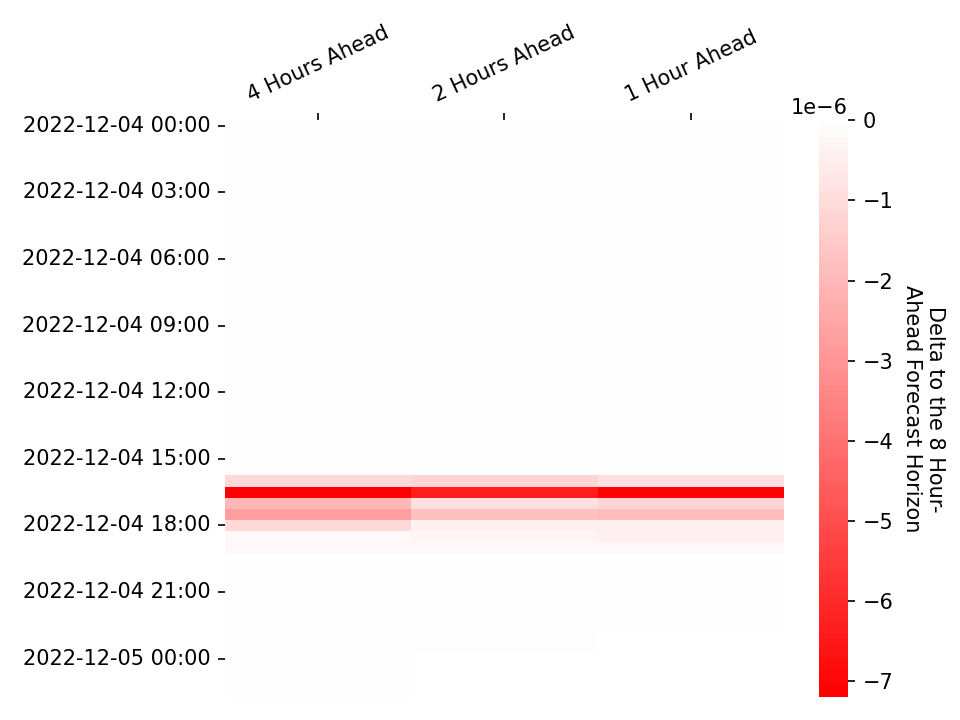 4 Hours Ahead
2 Hours Ahead
1 Hour Ahead
1e−6
2022-12-04 00:00
2022-12-04 03:00
2022-12-04 06:00
2022-12-04 09:00
2022-12-04 12:00
2022-12-04 15:00
2022-12-04 18:00
2022-12-04 21:00
2022-12-05 00:00
0
−1
−2
−3
−4
−5
−6
−7
Delta to the 8 Hour-
Ahead Forecast Horizon